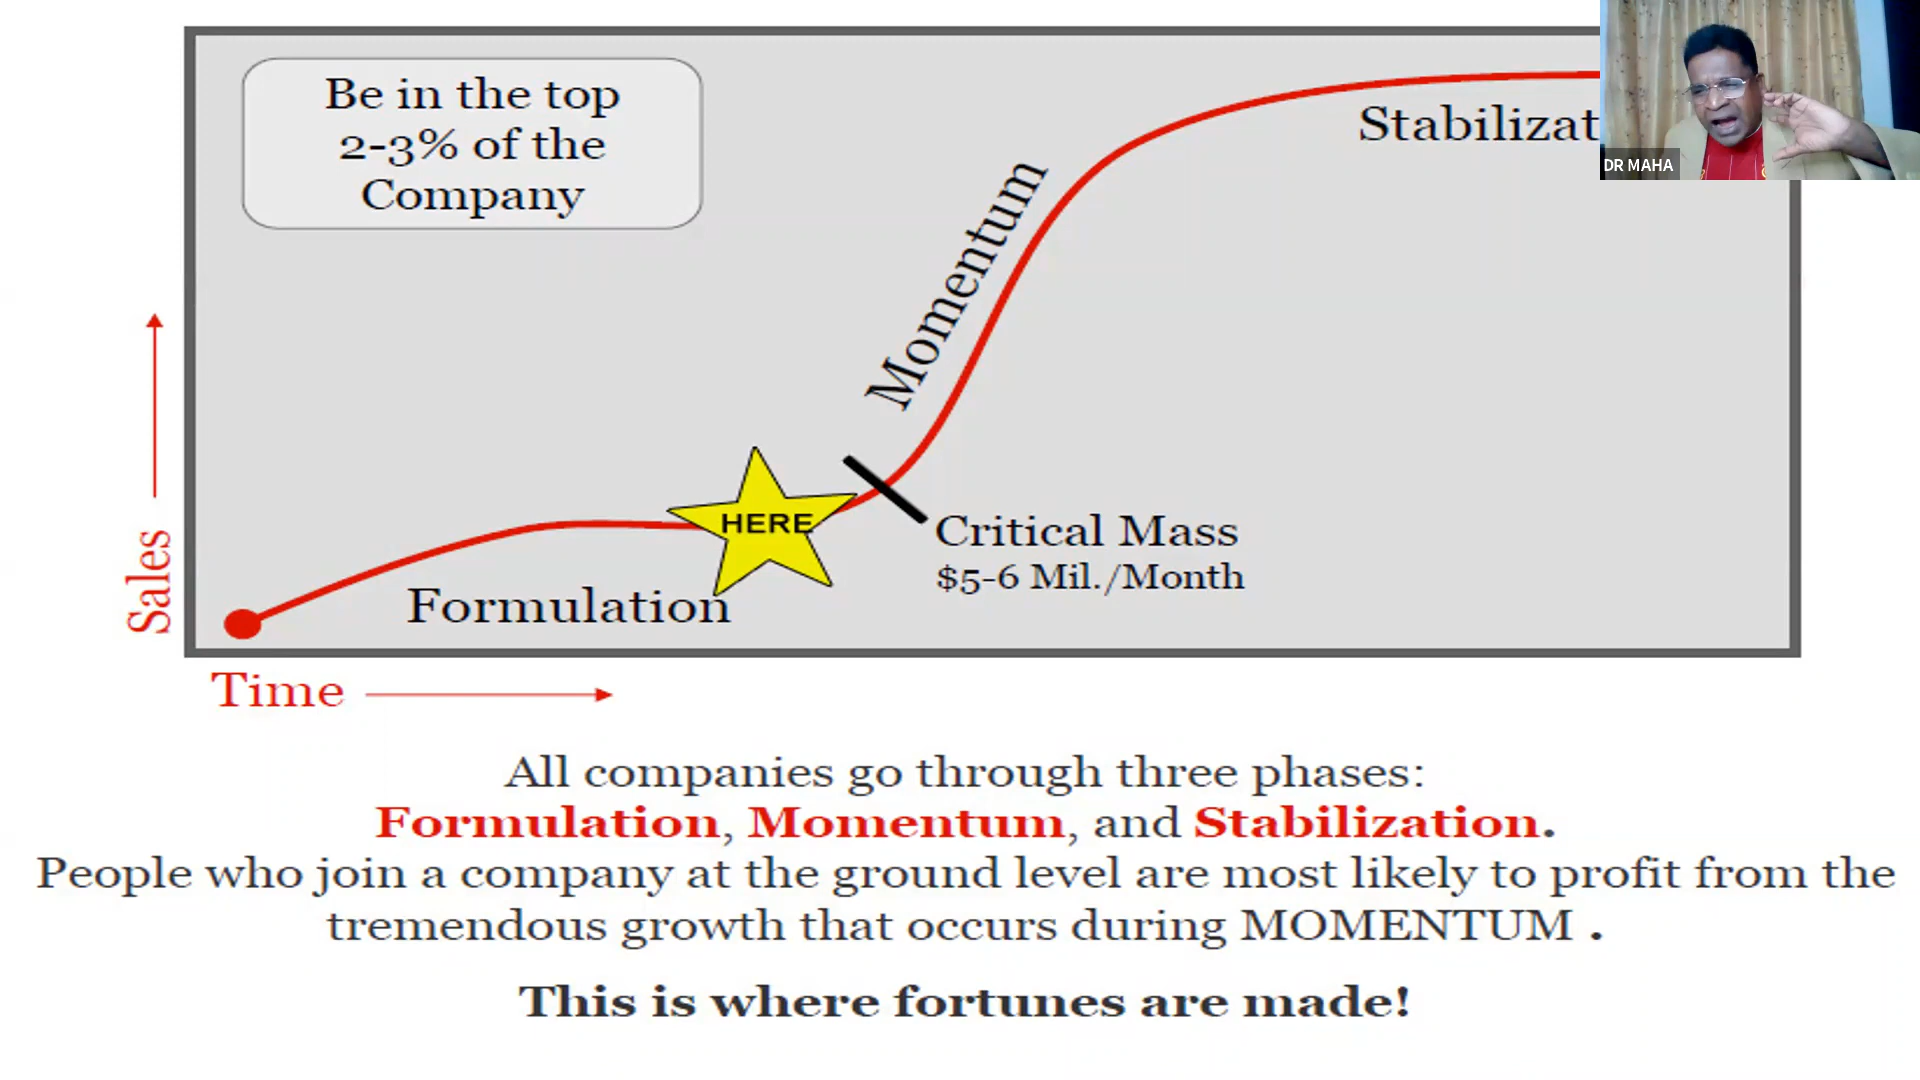 Be in the top
2-3% of the
Company
Stabilizat
DR MAHA
Momentum
HERE
Critical Mass
$5-6 Mil./Month
Formulation
Sales
Time
All companies go through three phases:
Formulation, Momentum, and Stabilization.
People who join a company at the ground level are most likely to profit from the
tremendous growth that occurs during MOMENTUM .
This is where fortunes are made!